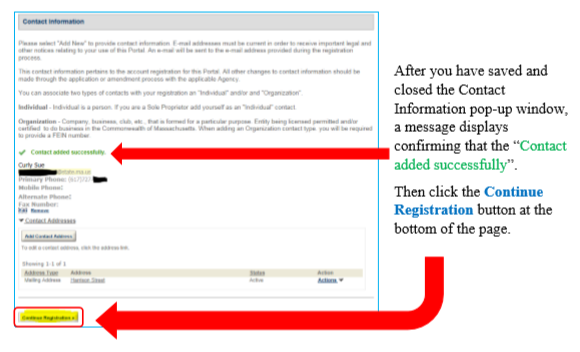 Contact Information
Please select "Add New" to provide contact information. E-mail addresses must be current in order to receive important legal and
other notices relating to your use of this Portal. An e-mail will be sent to the e-mail address provided during the registration
process.
This contact information pertains to the account registration for this Portal. All other changes to contact information should be
made through the application or amendment process with the applicable Agency.
You can associate two types of contacts with your registration an "Individual" and/or and "Organization".
Individual - Individual is a person. If you are a Sole Proprietor add yourself as an "Individual" contact
Organization - Company, business, club, etc., that is formed for a particular purpose. Entity being licensed permitted and/or
certified to do business in the Commonwealth of Massachusetts. When adding an Organization contact type you will be required
to provide a FEIN number.
Contact added successfully.
Curly Sue
Primary Phone:
Mobile Phone:
Alternate Phone:
Fax Number:
Edit Remove
Contact Addresses
Add Contact Address
To edit a contact address, click the address link.
Showing 1-1 of 1
Address Type Address Status Action
Mailing Address Harrison Street Active Actions
Continue Registration »
After you have saved and
closed the Contact
Information pop-up window,
a message displays
confirming that the “Contact
added successfully”.
Then click the Continue
Registration button at the
bottom of the page.